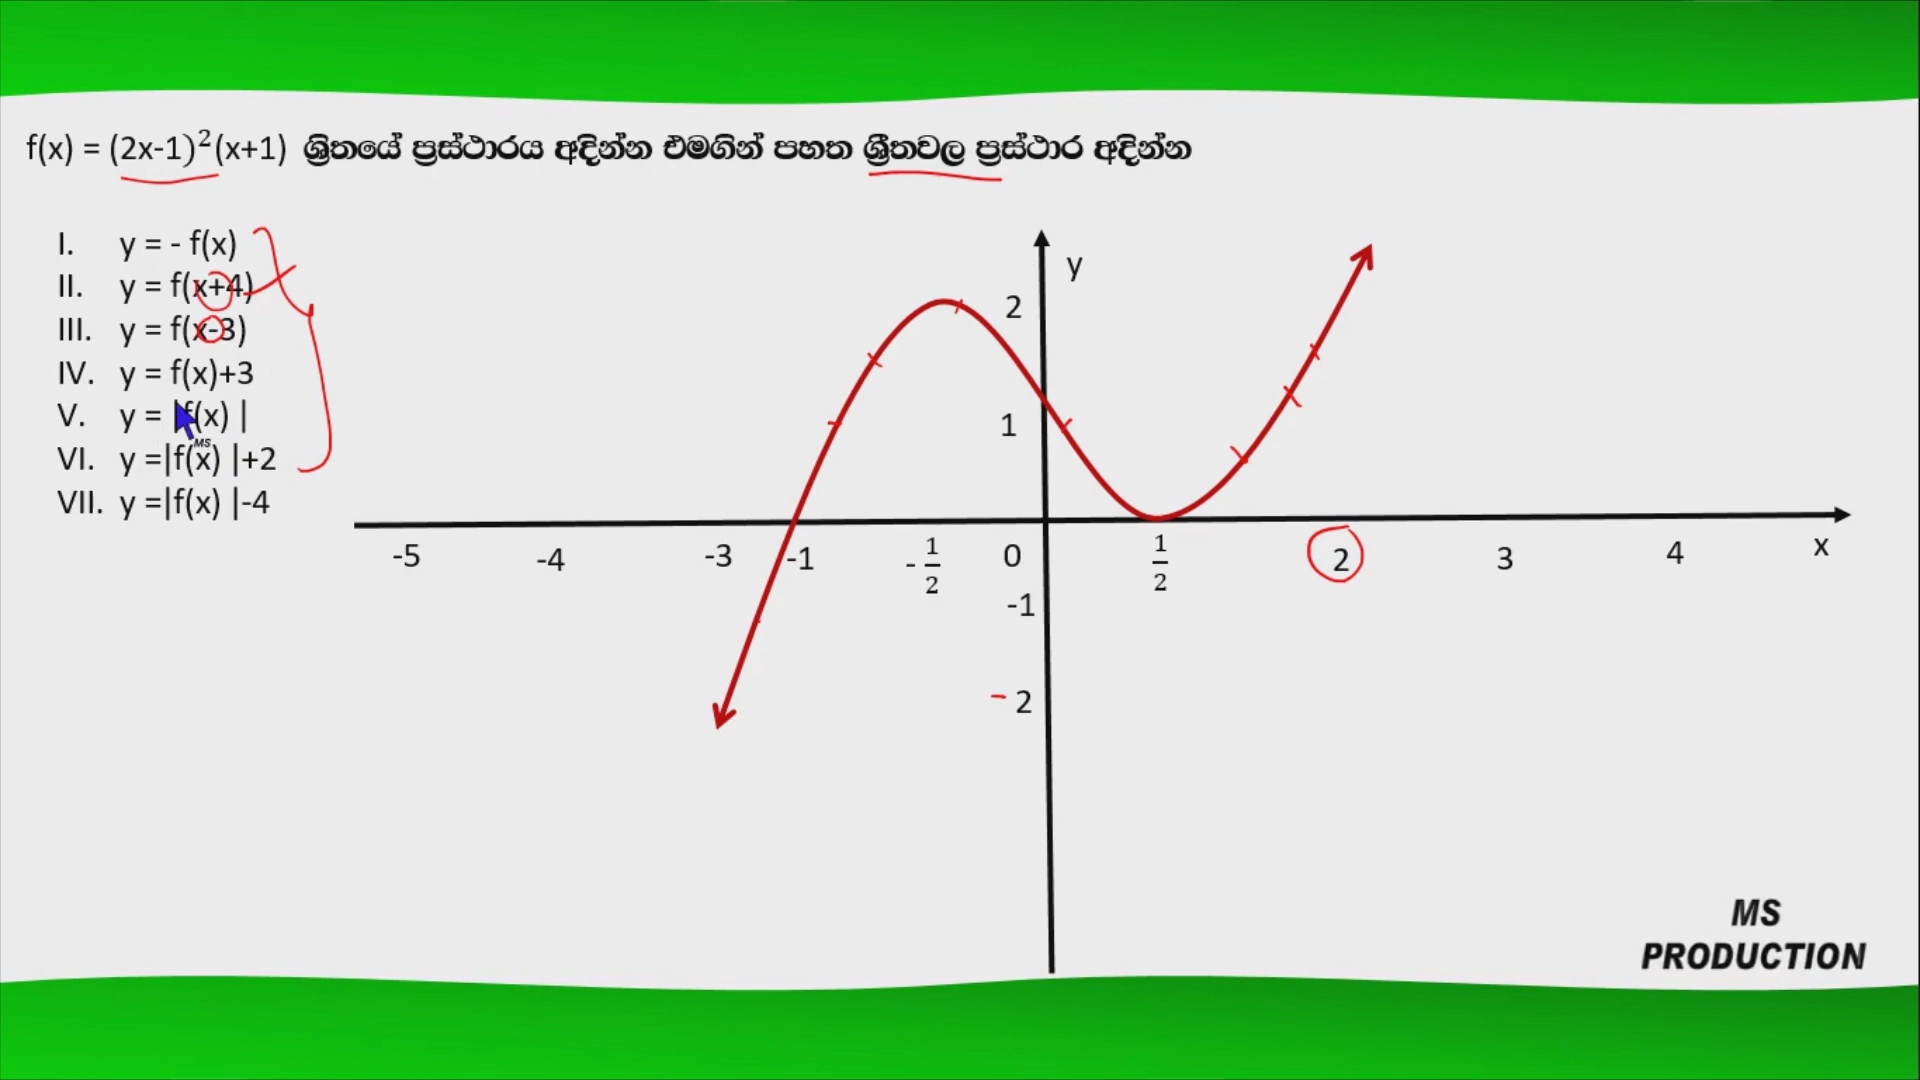 f(x) = (2x-1)²(x+1) ශ්‍රිතයේ ප්‍රස්ථාරය අදින්න එමගින් පහත ශ්‍රීතවල ප්‍රස්ථාර අදින්න
I. y = - f(x)
II. y = f(x+4)
III. y = f(x-3)
IV. y = f(x)+3
V. y = |f(x) |
VI. y =|f(x) |+2
VII. y =|f(x) |-4
y
2
1
-5 -4 -3 -1 - 1/2 0 1/2 2 3 4 x
-1
- 2
MS
MS
PRODUCTION